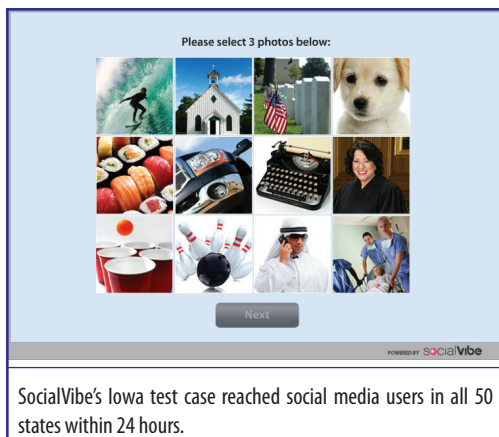 Please select 3 photos below:
Next
POWERED BY SOCIALVIBE
SocialVibe's Iowa test case reached social media users in all 50
states within 24 hours.